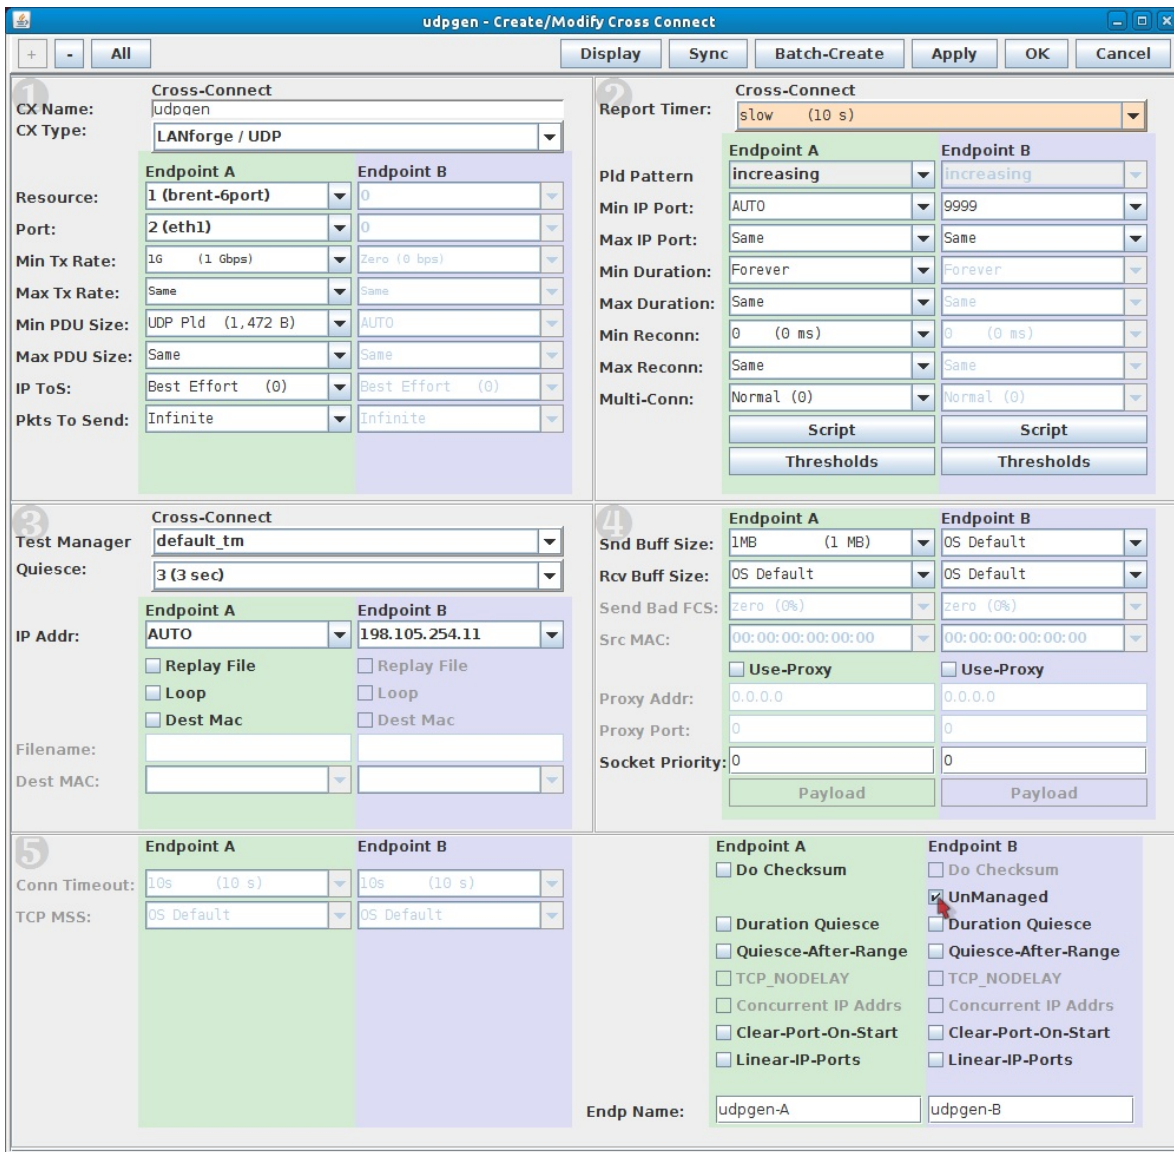 udpgen - Create/Modify Cross Connect
+ - All Display Sync Batch-Create Apply OK Cancel
1
Cross-Connect
CX Name: udpgen
CX Type: LANforge / UDP
Endpoint A Endpoint B
Resource: 1 (brent-6port) 0
Port: 2 (eth1) 0
Min Tx Rate: 1G (1 Gbps) Zero (0 bps)
Max Tx Rate: Same Same
Min PDU Size: UDP Pld (1,472 B) AUTO
Max PDU Size: Same Same
IP ToS: Best Effort (0) Best Effort (0)
Pkts To Send: Infinite Infinite
2
Cross-Connect
Report Timer: slow (10 s)
Endpoint A Endpoint B
Pld Pattern increasing increasing
Min IP Port: AUTO 9999
Max IP Port: Same Same
Min Duration: Forever Forever
Max Duration: Same Same
Min Reconn: 0 (0 ms) 0 (0 ms)
Max Reconn: Same Same
Multi-Conn: Normal (0) Normal (0)
Script Script
Thresholds Thresholds
3
Cross-Connect
Test Manager default_tm
Quiesce: 3 (3 sec)
Endpoint A Endpoint B
IP Addr: AUTO 198.105.254.11
Replay File Replay File
Loop Loop
Dest Mac Dest Mac
Filename:
Dest MAC:
4
Endpoint A Endpoint B
Snd Buff Size: 1MB (1 MB) OS Default
Rcv Buff Size: OS Default OS Default
Send Bad FCS: zero (0%) zero (0%)
Src MAC: 00:00:00:00:00:00 00:00:00:00:00:00
Use-Proxy Use-Proxy
Proxy Addr: 0.0.0.0 0.0.0.0
Proxy Port: 0 0
Socket Priority: 0 0
Payload Payload
5
Endpoint A Endpoint B
Conn Timeout: 10s (10 s) 10s (10 s)
TCP MSS: OS Default OS Default
Endpoint A Endpoint B
Do Checksum Do Checksum
UnManaged
Duration Quiesce Duration Quiesce
Quiesce-After-Range Quiesce-After-Range
TCP_NODELAY TCP_NODELAY
Concurrent IP Addrs Concurrent IP Addrs
Clear-Port-On-Start Clear-Port-On-Start
Linear-IP-Ports Linear-IP-Ports
Endp Name: udpgen-A udpgen-B